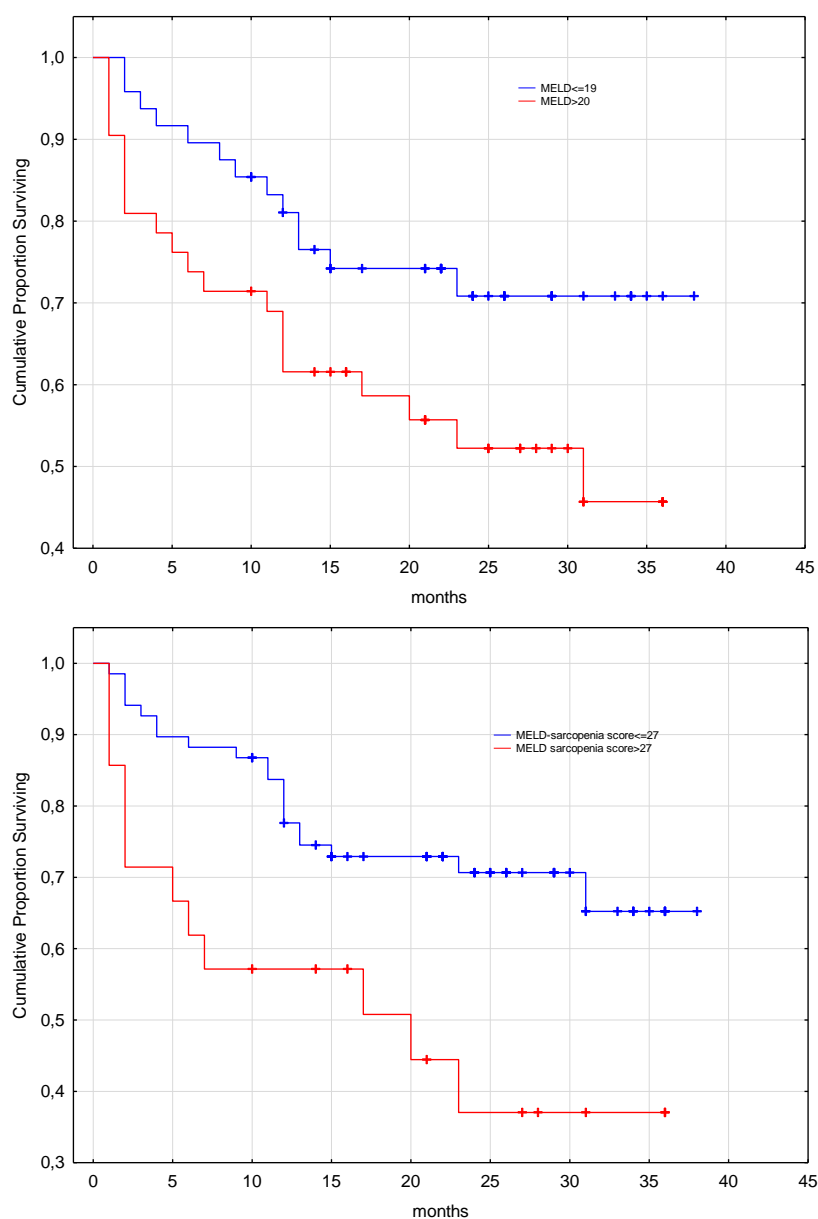 MELD<=19
MELD>20
Cumulative Proportion Surviving
1,0
0,9
0,8
0,7
0,6
0,5
0,4
0 5 10 15 20 25 30 35 40 45
months
MELD-sarcopenia score<=27
MELD sarcopenia score>27
Cumulative Proportion Surviving
1,0
0,9
0,8
0,7
0,6
0,5
0,4
0,3
0 5 10 15 20 25 30 35 40 45
months